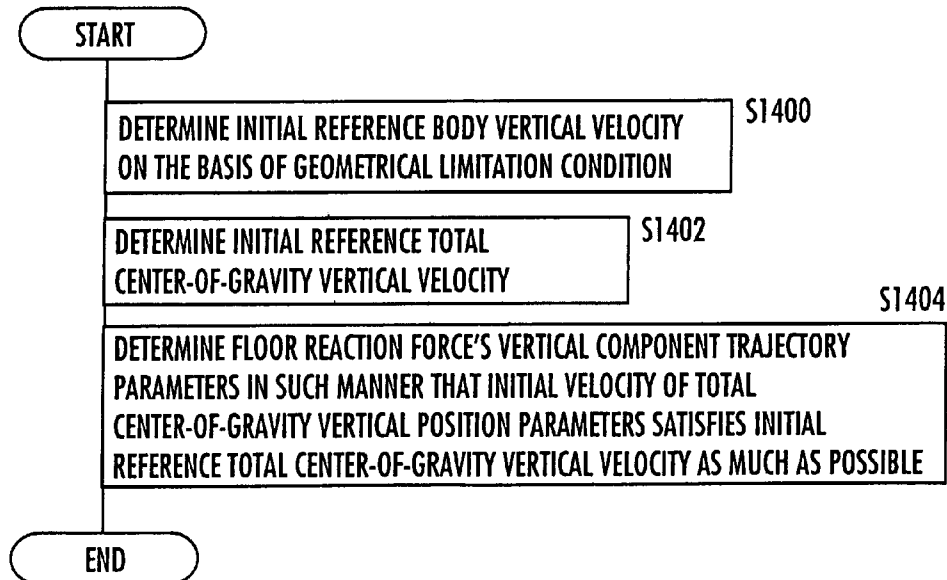 START
S1400
DETERMINE INITIAL REFERENCE BODY VERTICAL VELOCITY
ON THE BASIS OF GEOMETRICAL LIMITATION CONDITION
S1402
DETERMINE INITIAL REFERENCE TOTAL
CENTER-OF-GRAVITY VERTICAL VELOCITY
S1404
DETERMINE FLOOR REACTION FORCE'S VERTICAL COMPONENT TRAJECTORY
PARAMETERS IN SUCH MANNER THAT INITIAL VELOCITY OF TOTAL
CENTER-OF-GRAVITY VERTICAL POSITION PARAMETERS SATISFIES INITIAL
REFERENCE TOTAL CENTER-OF-GRAVITY VERTICAL VELOCITY AS MUCH AS POSSIBLE
END